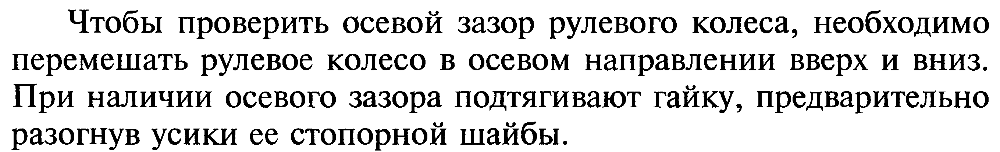 Чтобы проверить осевой зазор рулевого колеса, необходимо
перемешать рулевое колесо в осевом направлении вверх и вниз.
При наличии осевого зазора подтягивают гайку, предварительно
разогнув усики ее стопорной шайбы.